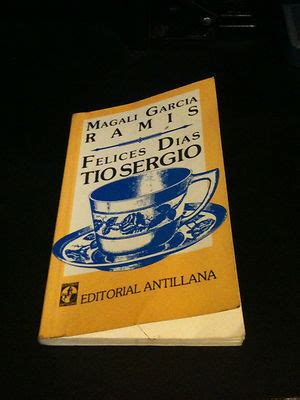 MAGALI GARCIA
RAMIS
FELICES DIAS
TIO SERGIO
EDITORIAL ANTILLANA